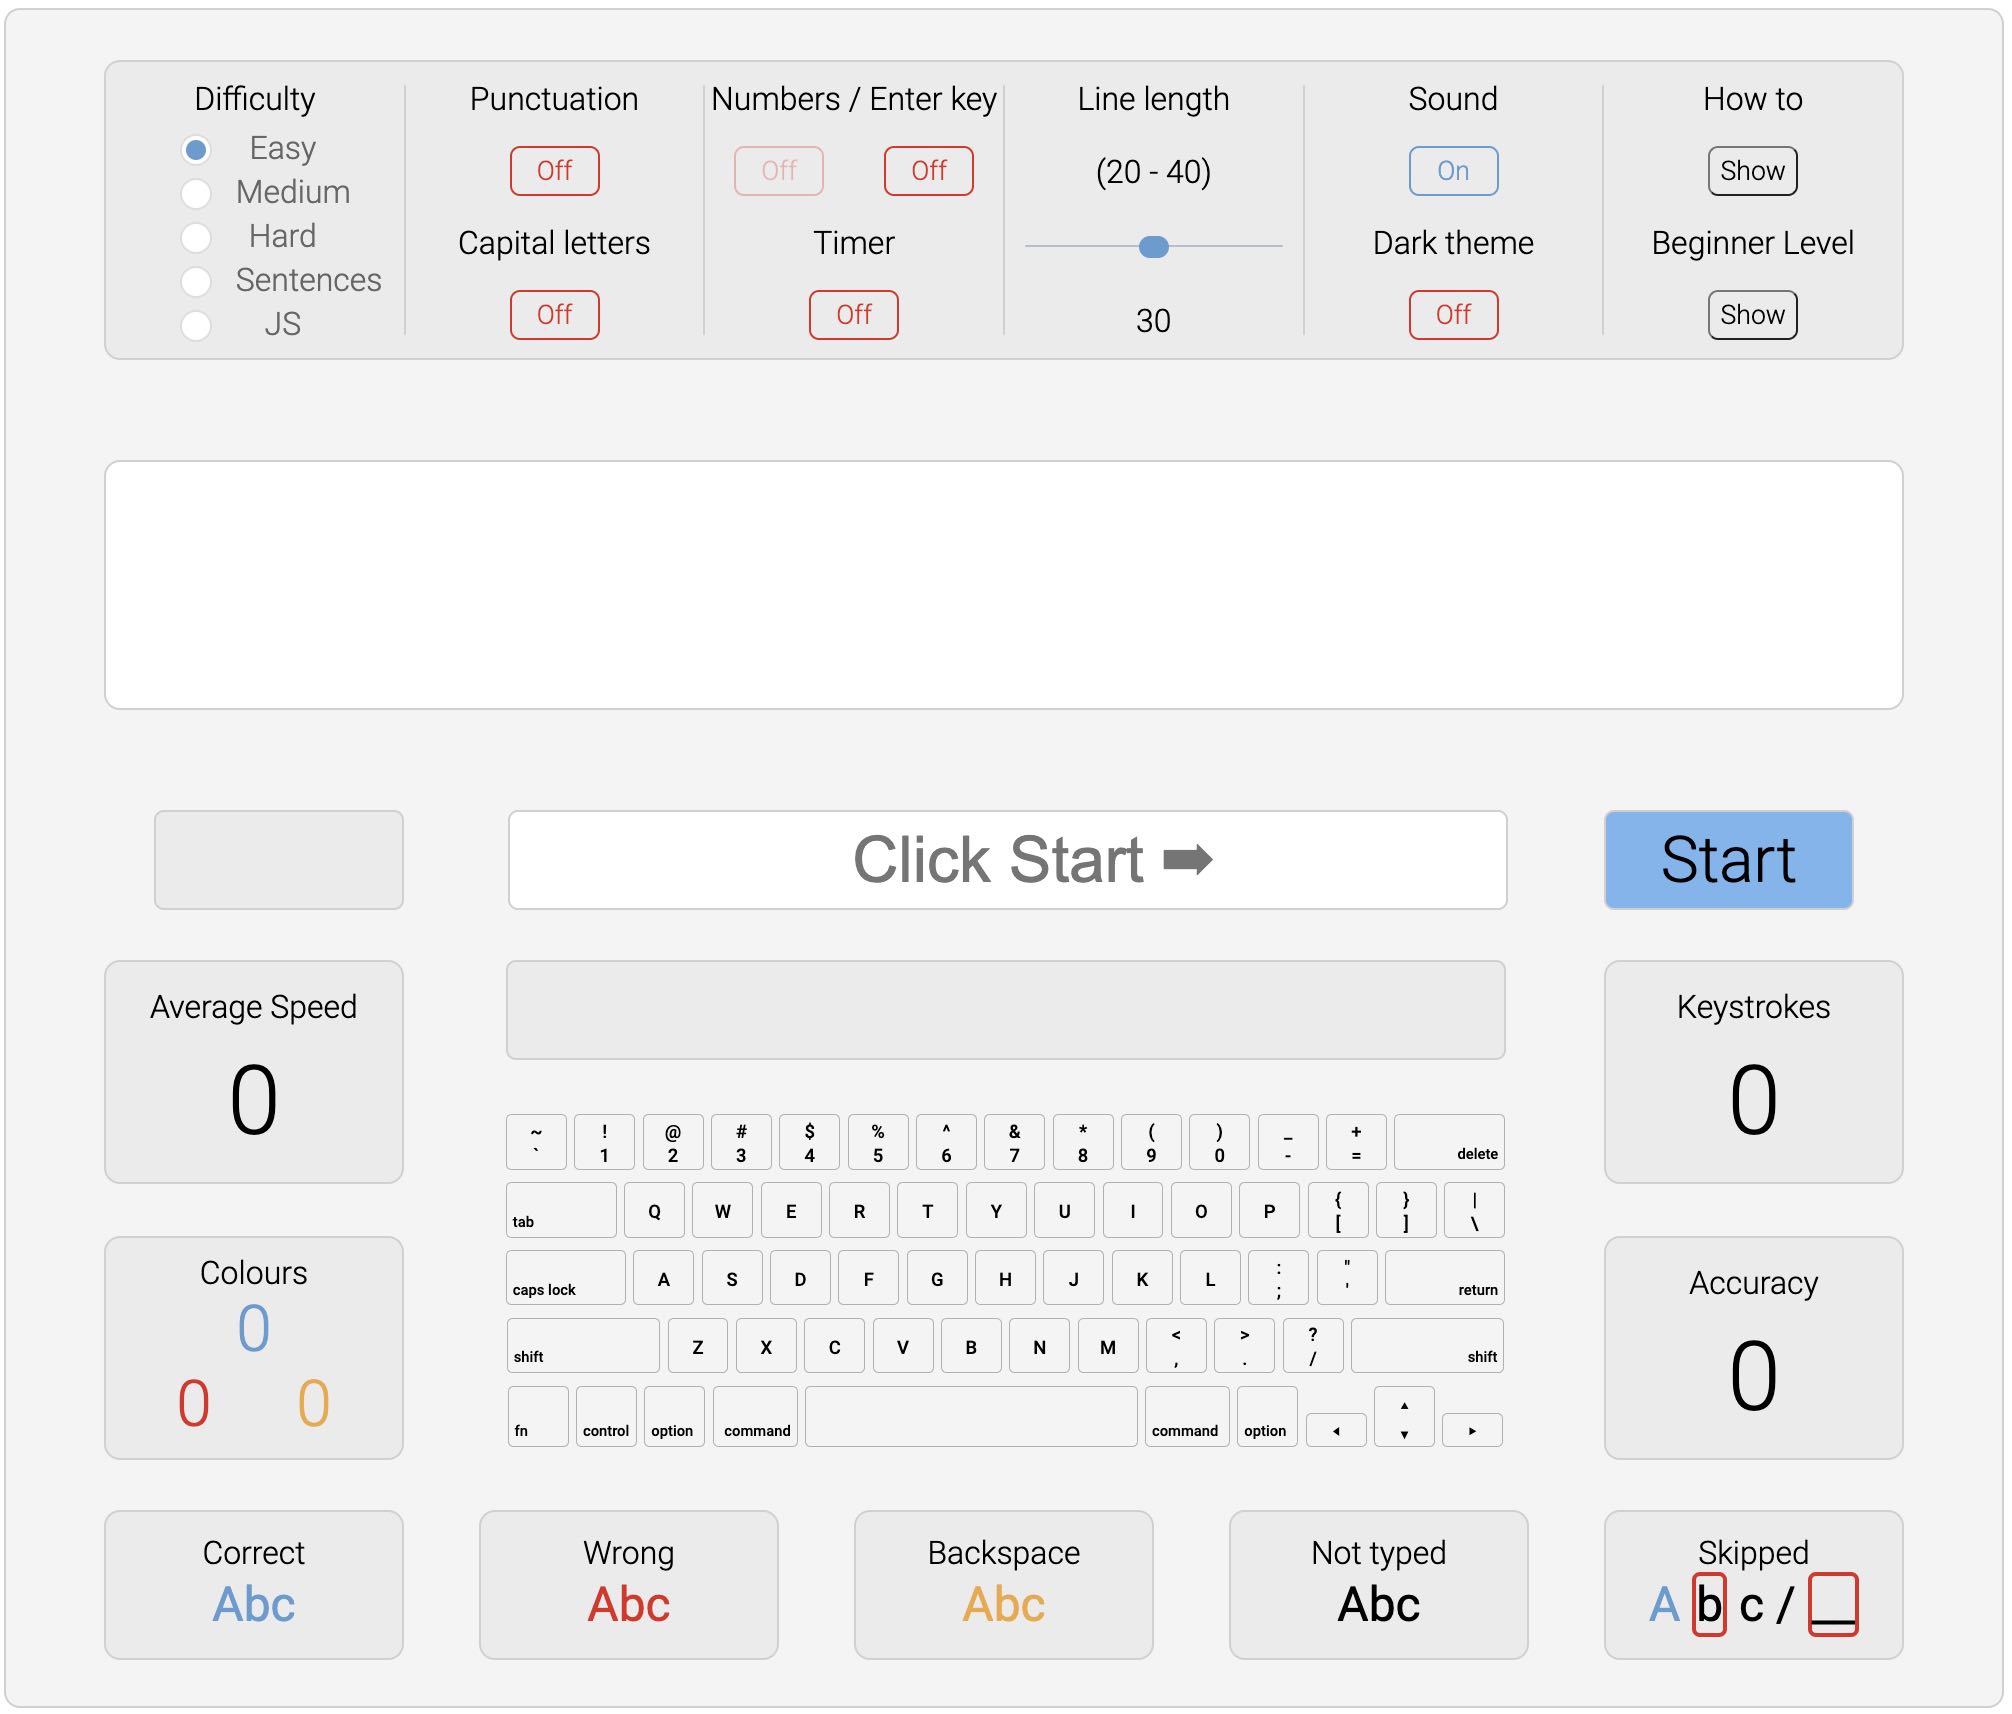 Difficulty
Easy
Medium
Hard
Sentences
JS
Punctuation
Off
Capital letters
Off
Numbers / Enter key
Off Off
Timer
Off
Line length
(20 - 40)
30
Sound
On
Dark theme
Off
How to
Show
Beginner Level
Show
Click Start ➡
Start
Average Speed
0
Colours
0
0 0
~ ! @ # $ % ^ & * ( ) _ +
` 1 2 3 4 5 6 7 8 9 0 - = delete
tab Q W E R T Y U I O P { [ } ] | \
caps lock A S D F G H J K L : ; " ' return
shift Z X C V B N M < , > . ? / shift
fn control option command command option ◂ ▴ ▾ ▸
Keystrokes
0
Accuracy
0
Correct
Abc
Wrong
Abc
Backspace
Abc
Not typed
Abc
Skipped
A b c / _